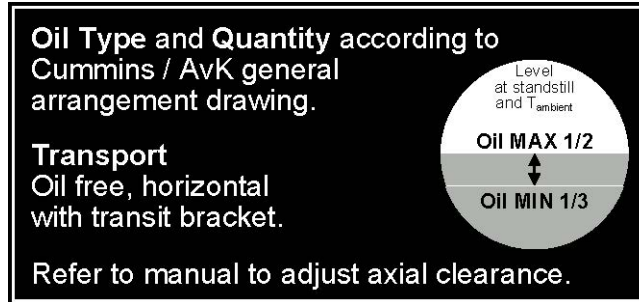 Oil Type and Quantity according to
Cummins / AvK general
arrangement drawing.
Level
at standstill
and Tambient
Oil MAX 1/2
Oil MIN 1/3
Transport
Oil free, horizontal
with transit bracket.
Refer to manual to adjust axial clearance.